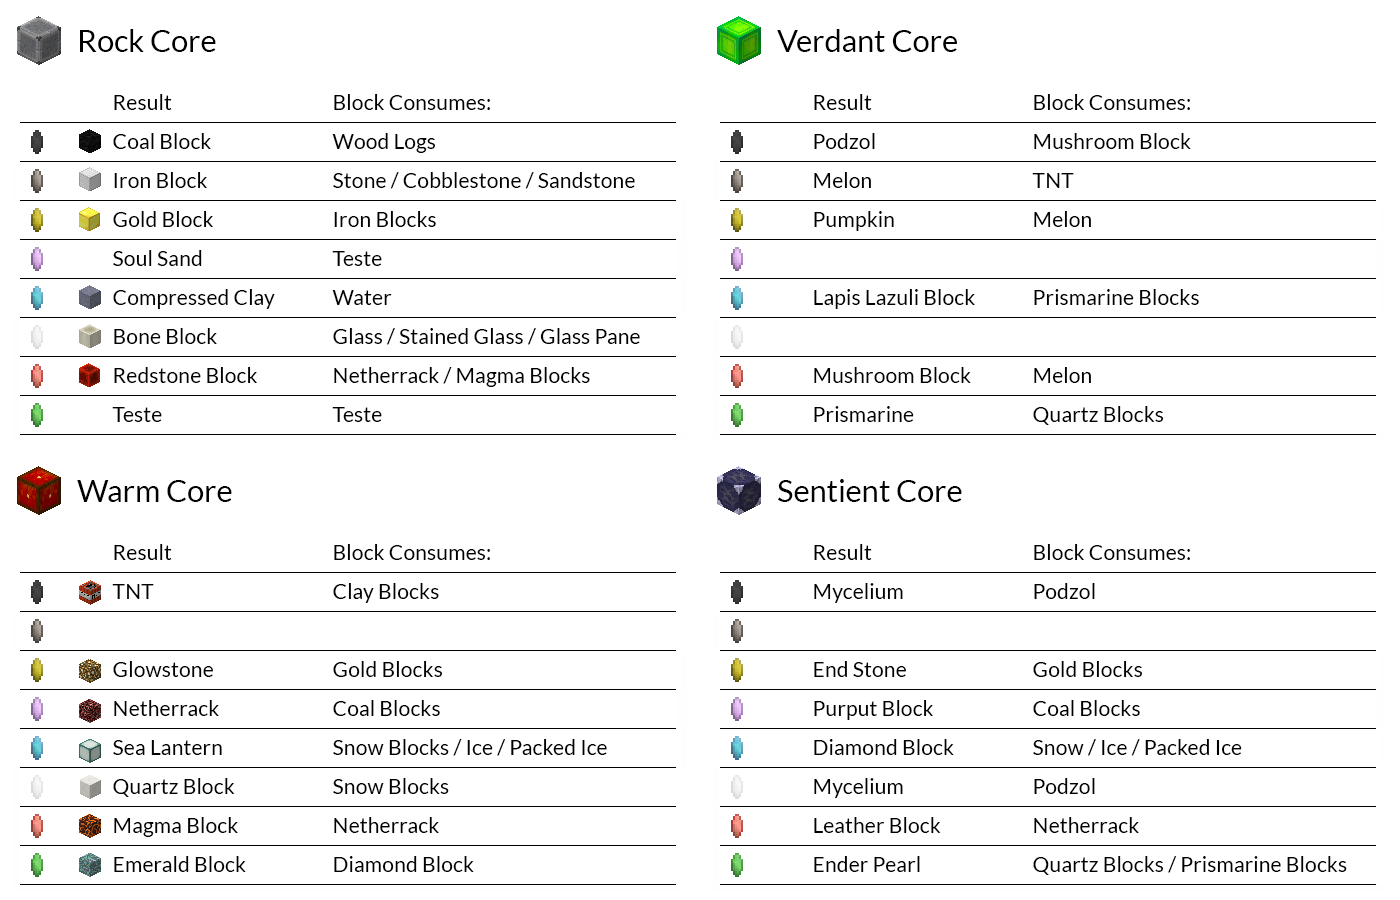 Rock Core
Result Block Consumes:
Coal Block Wood Logs
Iron Block Stone / Cobblestone / Sandstone
Gold Block Iron Blocks
Soul Sand Teste
Compressed Clay Water
Bone Block Glass / Stained Glass / Glass Pane
Redstone Block Netherrack / Magma Blocks
Teste Teste
Verdant Core
Result Block Consumes:
Podzol Mushroom Block
Melon TNT
Pumpkin Melon
Lapis Lazuli Block Prismarine Blocks
Mushroom Block Melon
Prismarine Quartz Blocks
Warm Core
Result Block Consumes:
TNT Clay Blocks
Glowstone Gold Blocks
Netherrack Coal Blocks
Sea Lantern Snow Blocks / Ice / Packed Ice
Quartz Block Snow Blocks
Magma Block Netherrack
Emerald Block Diamond Block
Sentient Core
Result Block Consumes:
Mycelium Podzol
End Stone Gold Blocks
Purput Block Coal Blocks
Diamond Block Snow / Ice / Packed Ice
Mycelium Podzol
Leather Block Netherrack
Ender Pearl Quartz Blocks / Prismarine Blocks